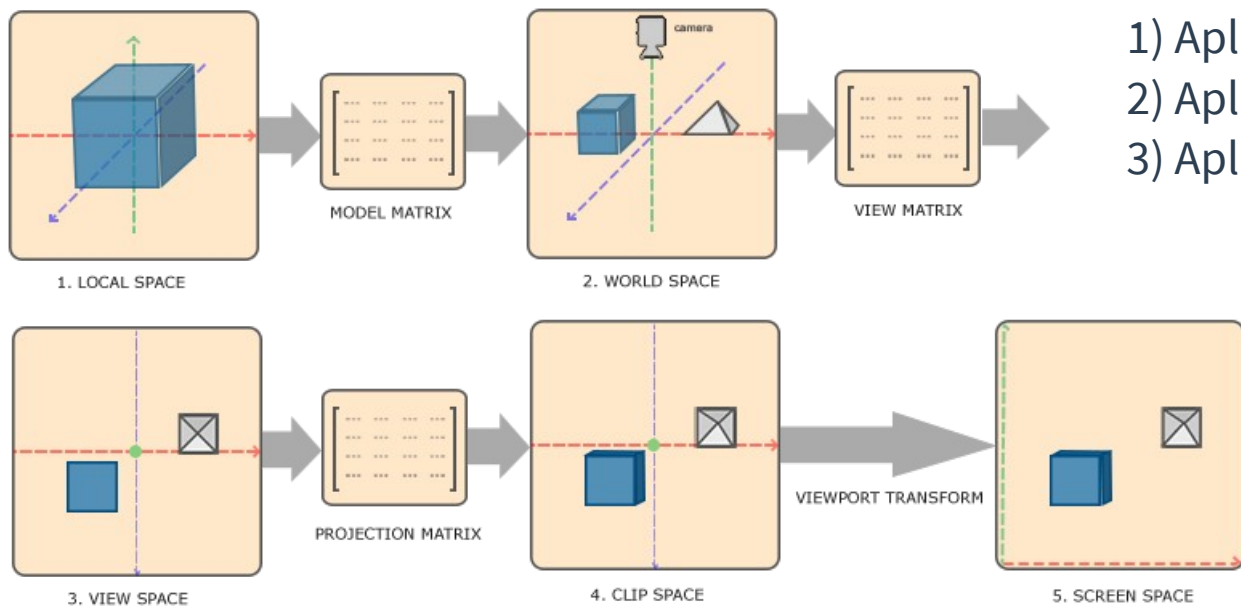 camera
1) Apl
2) Apl
3) Apl
MODEL MATRIX
VIEW MATRIX
1. LOCAL SPACE
2. WORLD SPACE
PROJECTION MATRIX
VIEWPORT TRANSFORM
3. VIEW SPACE
4. CLIP SPACE
5. SCREEN SPACE